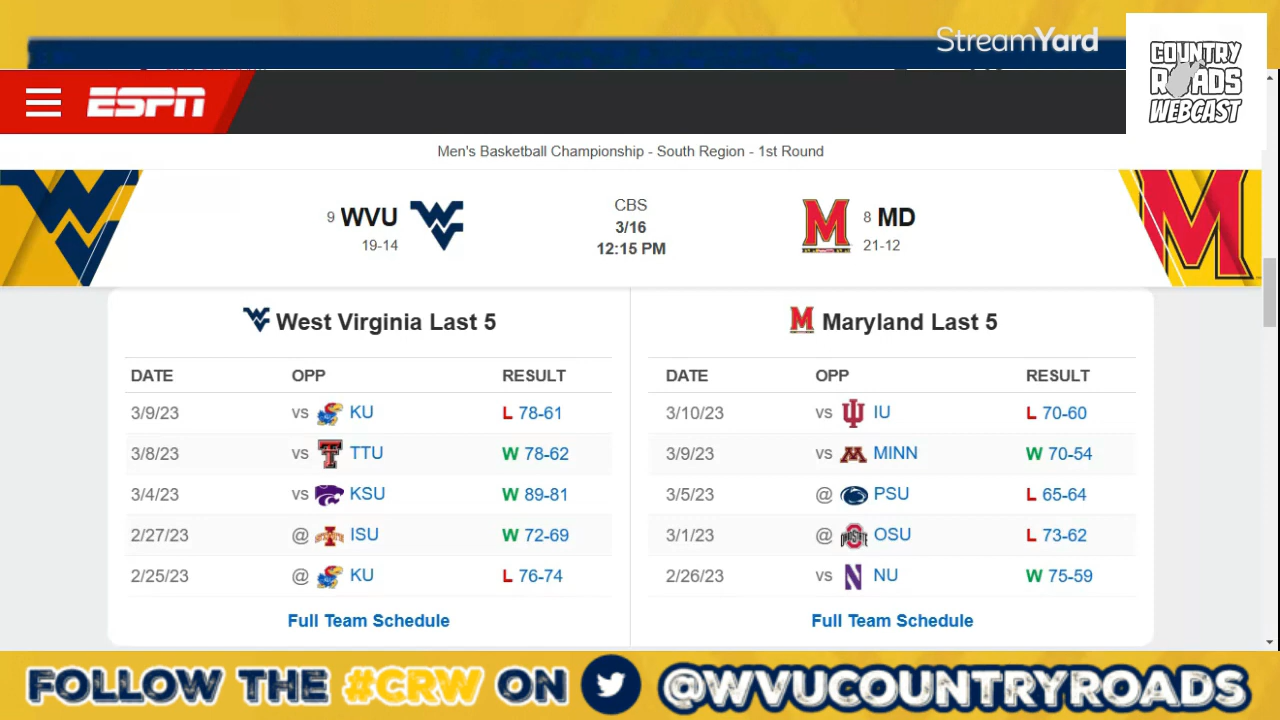 StreamYard
COUNTRY
ROADS
WEBCAST
ESPN
Men's Basketball Championship - South Region - 1st Round
9 WVU
19-14
CBS
3/16
12:15 PM
8 MD
21-12
West Virginia Last 5
DATE OPP RESULT
3/9/23 vs KU L 78-61
3/8/23 vs TTU W 78-62
3/4/23 vs KSU W 89-81
2/27/23 @ ISU W 72-69
2/25/23 @ KU L 76-74
Full Team Schedule
Maryland Last 5
DATE OPP RESULT
3/10/23 vs IU L 70-60
3/9/23 vs MINN W 70-54
3/5/23 @ PSU L 65-64
3/1/23 @ OSU L 73-62
2/26/23 vs NU W 75-59
Full Team Schedule
FOLLOW THE #CRW ON @WVUCOUNTRYROADS